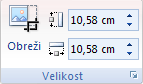 10,58 cm
Obreži
10,58 cm
Velikost